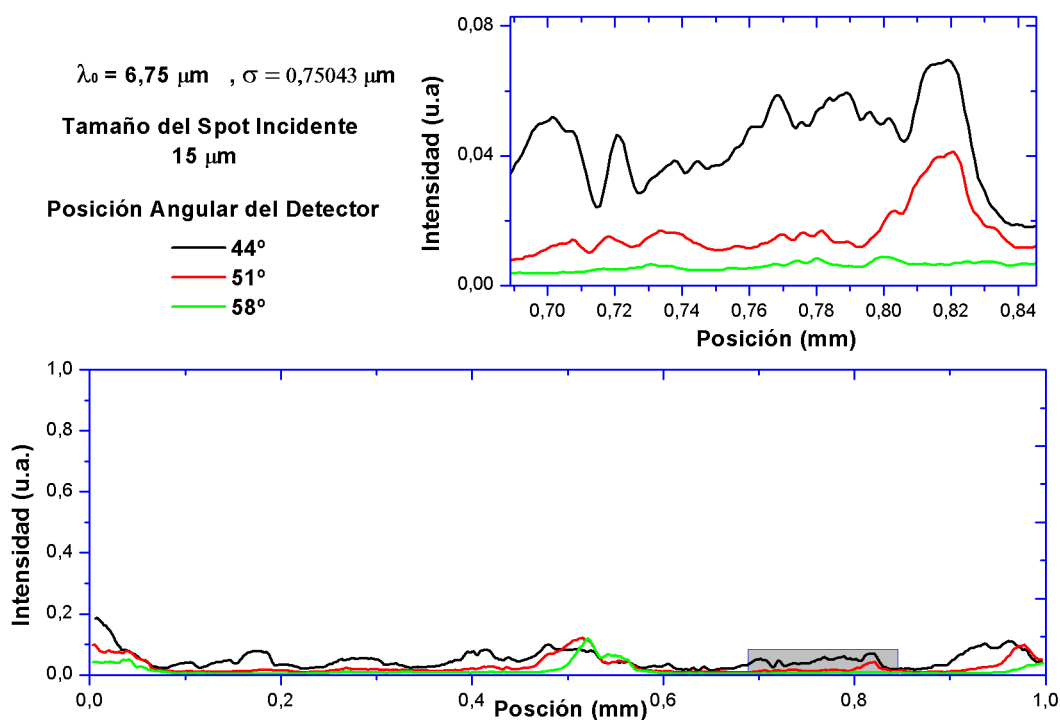 λ₀ = 6,75 μm , σ = 0,75043 μm
Tamaño del Spot Incidente
15 μm
Posición Angular del Detector
44º
51º
58º
Intensidad (u.a)
0,08
0,04
0,00
0,70 0,72 0,74 0,76 0,78 0,80 0,82 0,84
Posición (mm)
Intensidad (u.a.)
1,0
0,8
0,6
0,4
0,2
0,0
0,0 0,2 0,4 0,6 0,8 1,0
Poscición (mm)